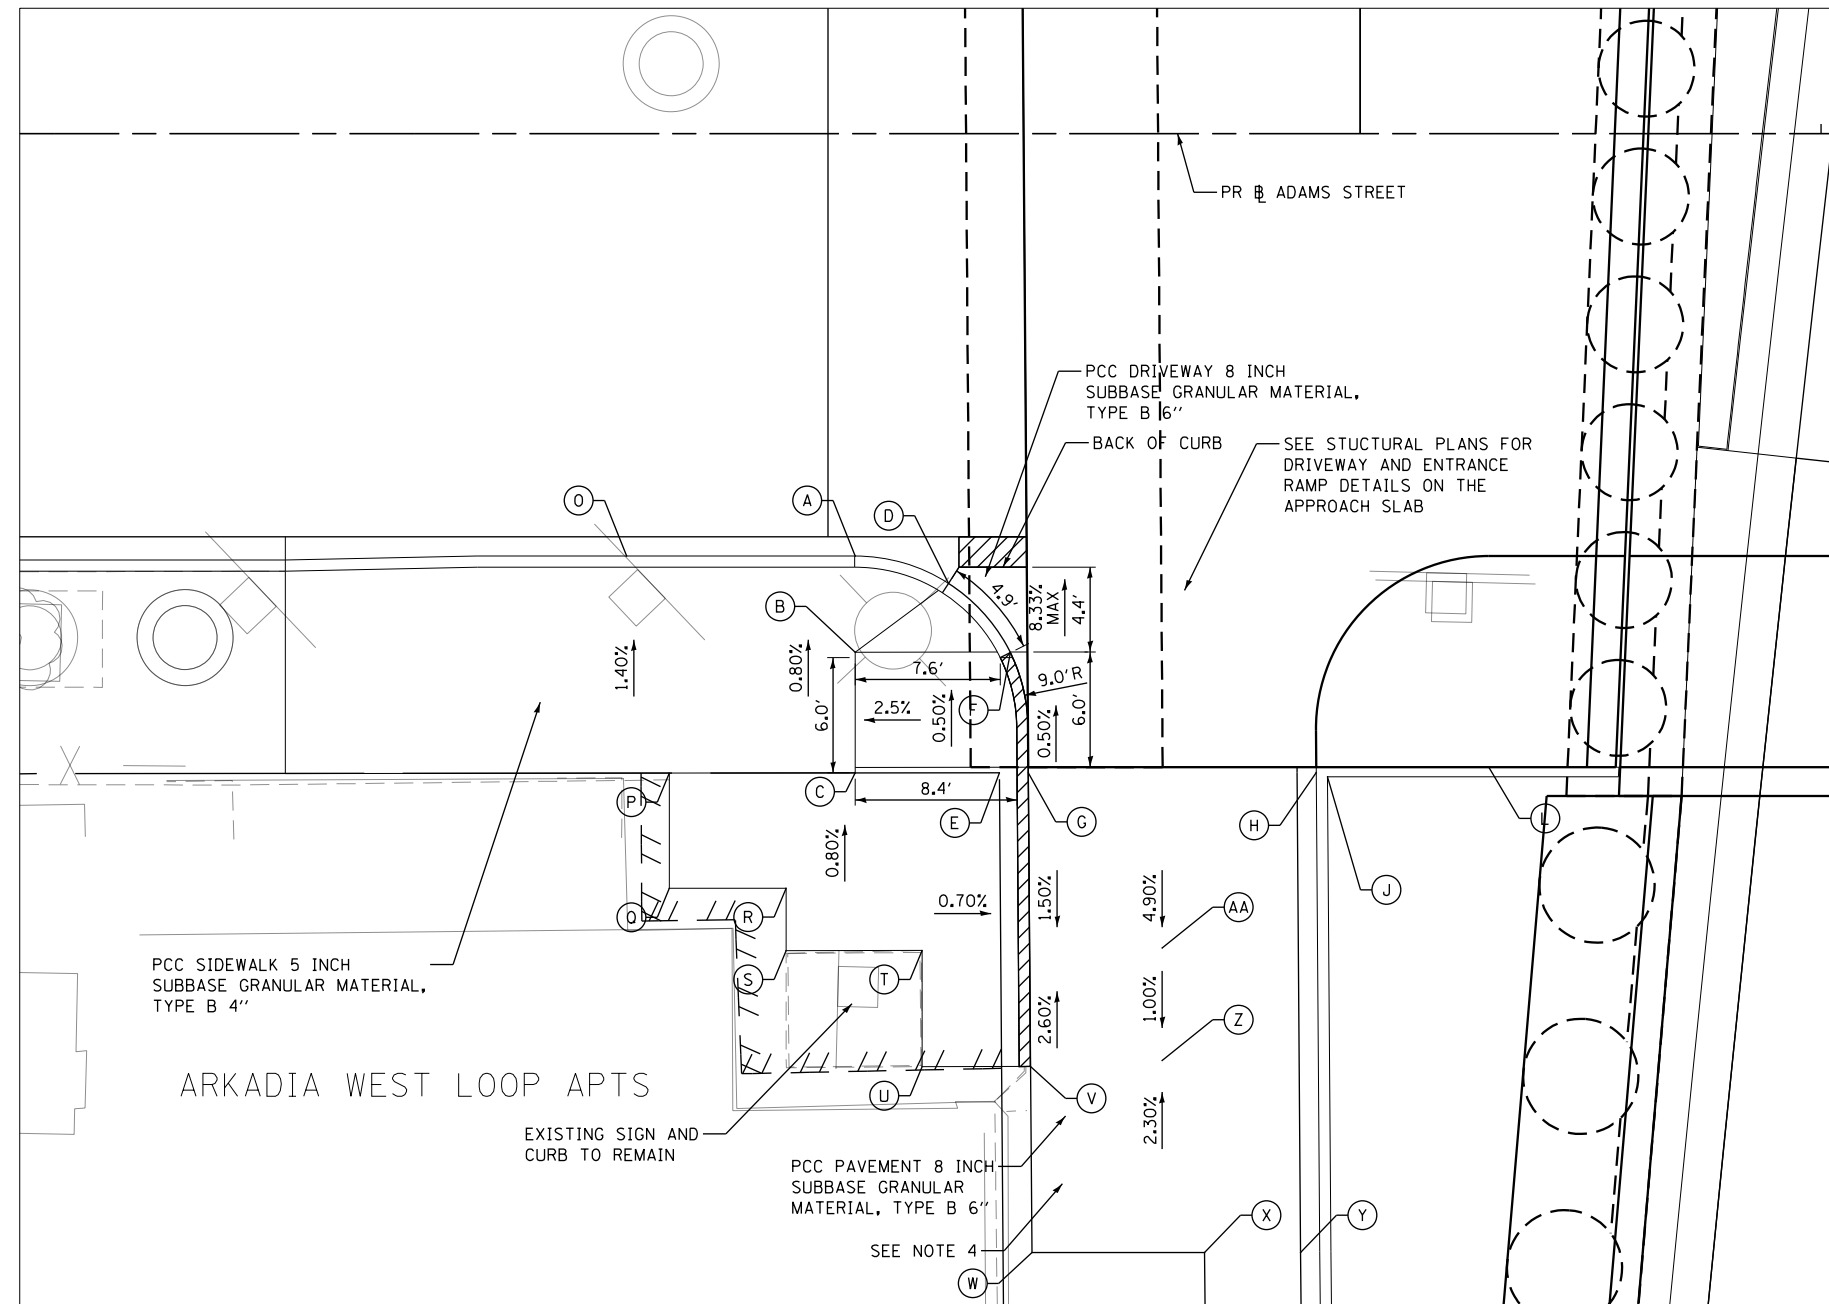 PR ⅊ ADAMS STREET
PCC DRIVEWAY 8 INCH
SUBBASE GRANULAR MATERIAL,
TYPE B 6''
BACK OF CURB
SEE STUCTURAL PLANS FOR
DRIVEWAY AND ENTRANCE
RAMP DETAILS ON THE
APPROACH SLAB
O
A
D
B
4.9'
8.33%
MAX
4.4'
1.40%
0.80%
6.0'
7.6'
2.5%
0.50%
F
9.0' R
0.50%
6.0'
P
C
8.4'
E
G
H
L
0.80%
0.70%
1.50%
4.90%
AA
J
Q
R
S
T
PCC SIDEWALK 5 INCH
SUBBASE GRANULAR MATERIAL,
TYPE B 4''
2.60%
1.00%
Z
ARKADIA WEST LOOP APTS
U
V
2.30%
EXISTING SIGN AND
CURB TO REMAIN
PCC PAVEMENT 8 INCH
SUBBASE GRANULAR
MATERIAL, TYPE B 6''
SEE NOTE 4
X
Y
W